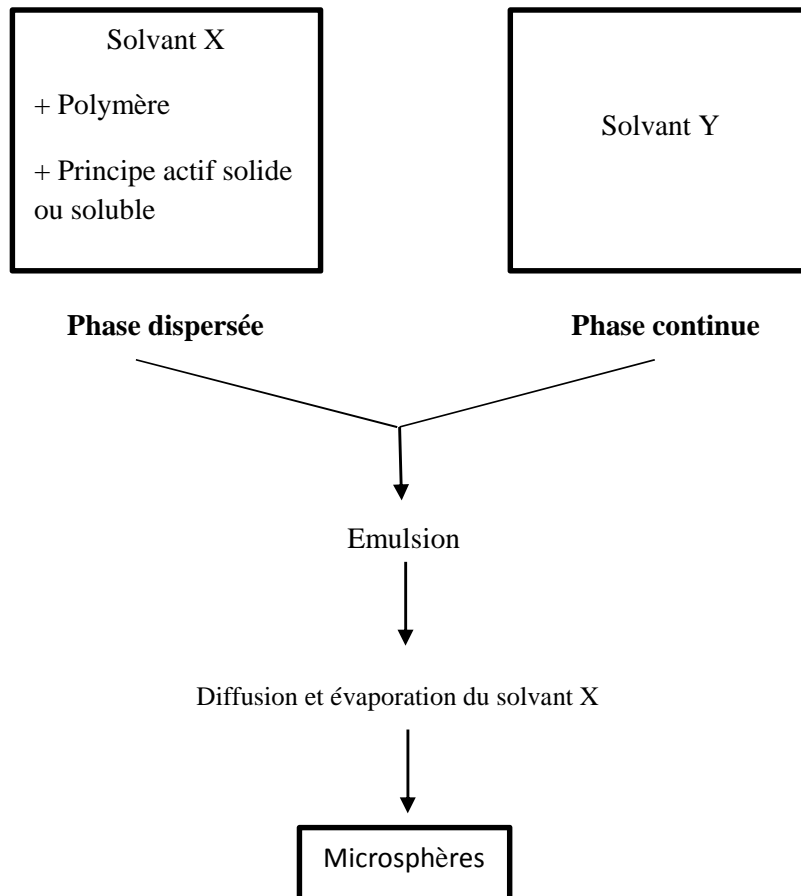 Solvant X
+ Polymère
+ Principe actif solide
ou soluble
Solvant Y
Phase dispersée
Phase continue
Emulsion
Diffusion et évaporation du solvant X
Microsphères